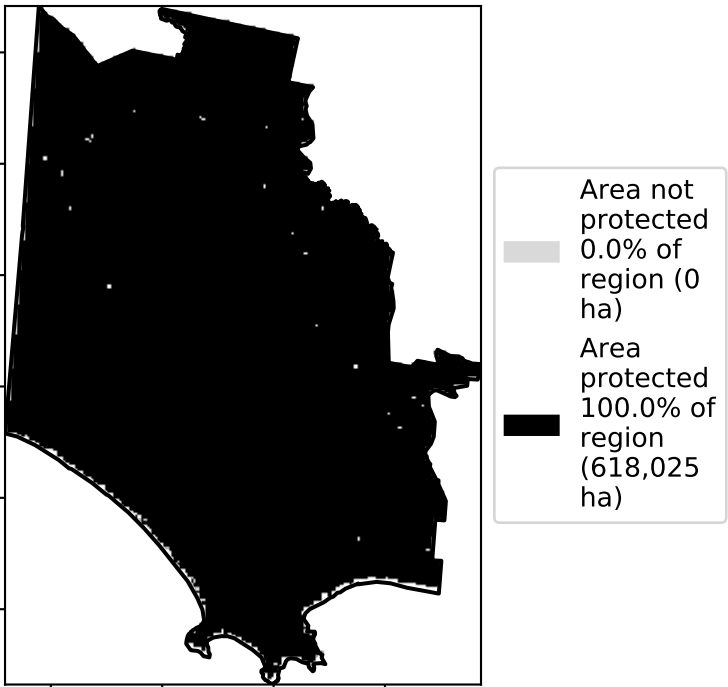 Area not
protected
0.0% of
region (0
ha)
Area
protected
100.0% of
region
(618,025
ha)